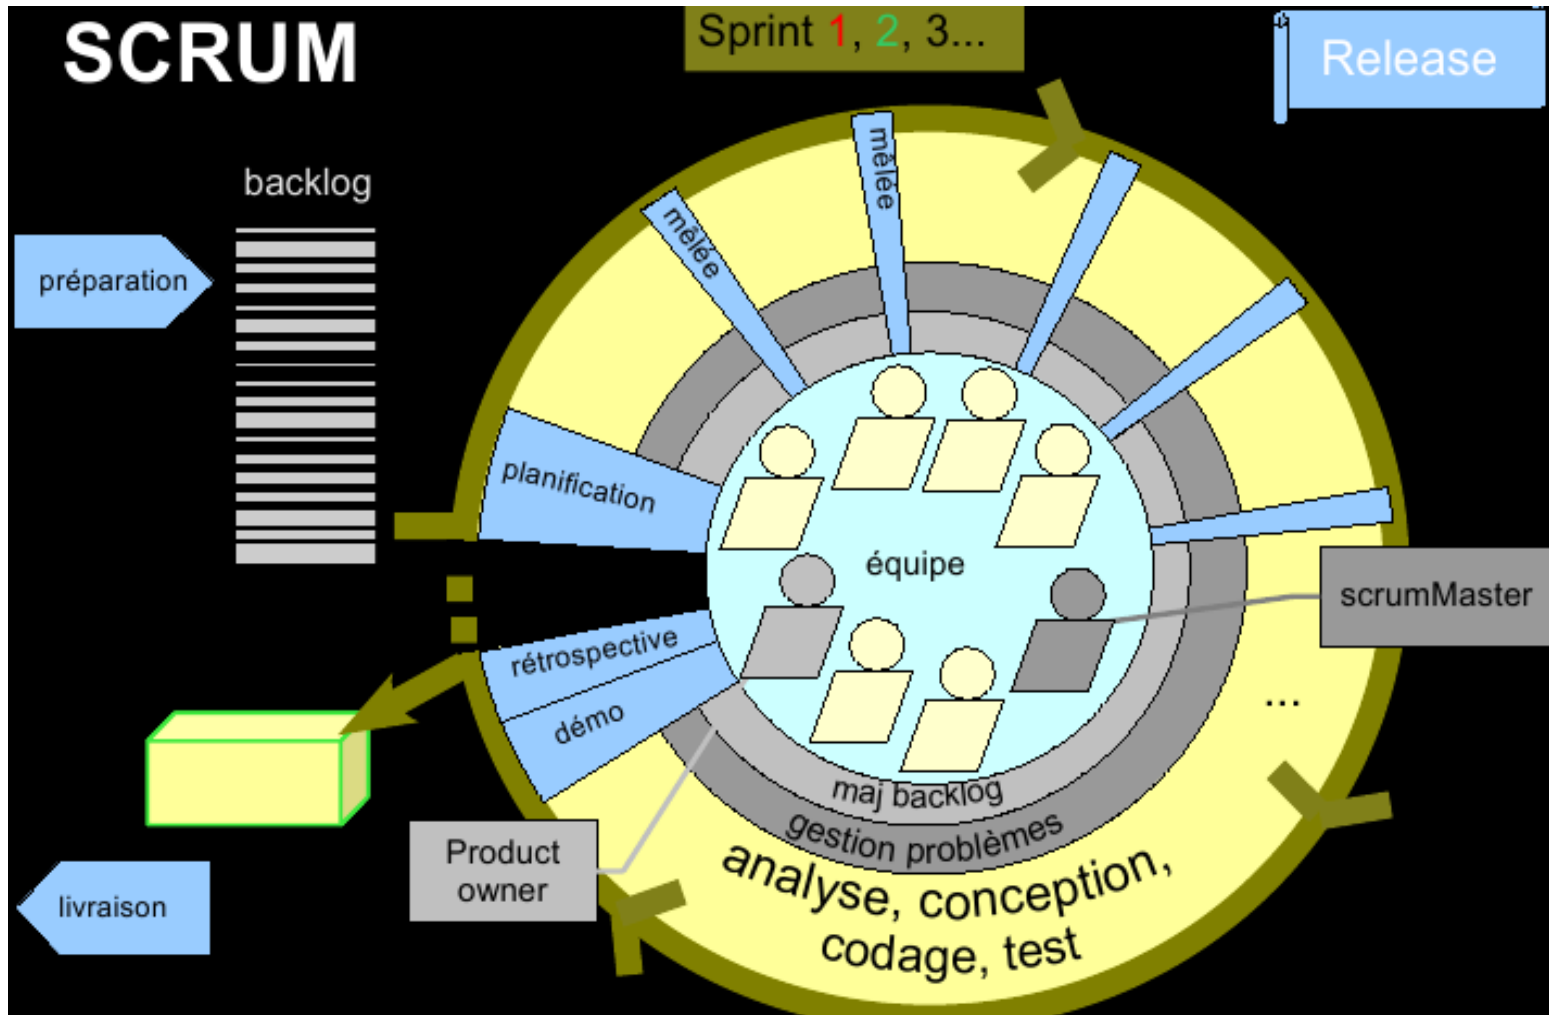 SCRUM
Sprint 1, 2, 3...
Release
backlog
préparation
mêlée
mêlée
planification
équipe
scrumMaster
rétrospective
démo
...
maj backlog
gestion problèmes
Product
owner
analyse, conception,
codage, test
livraison